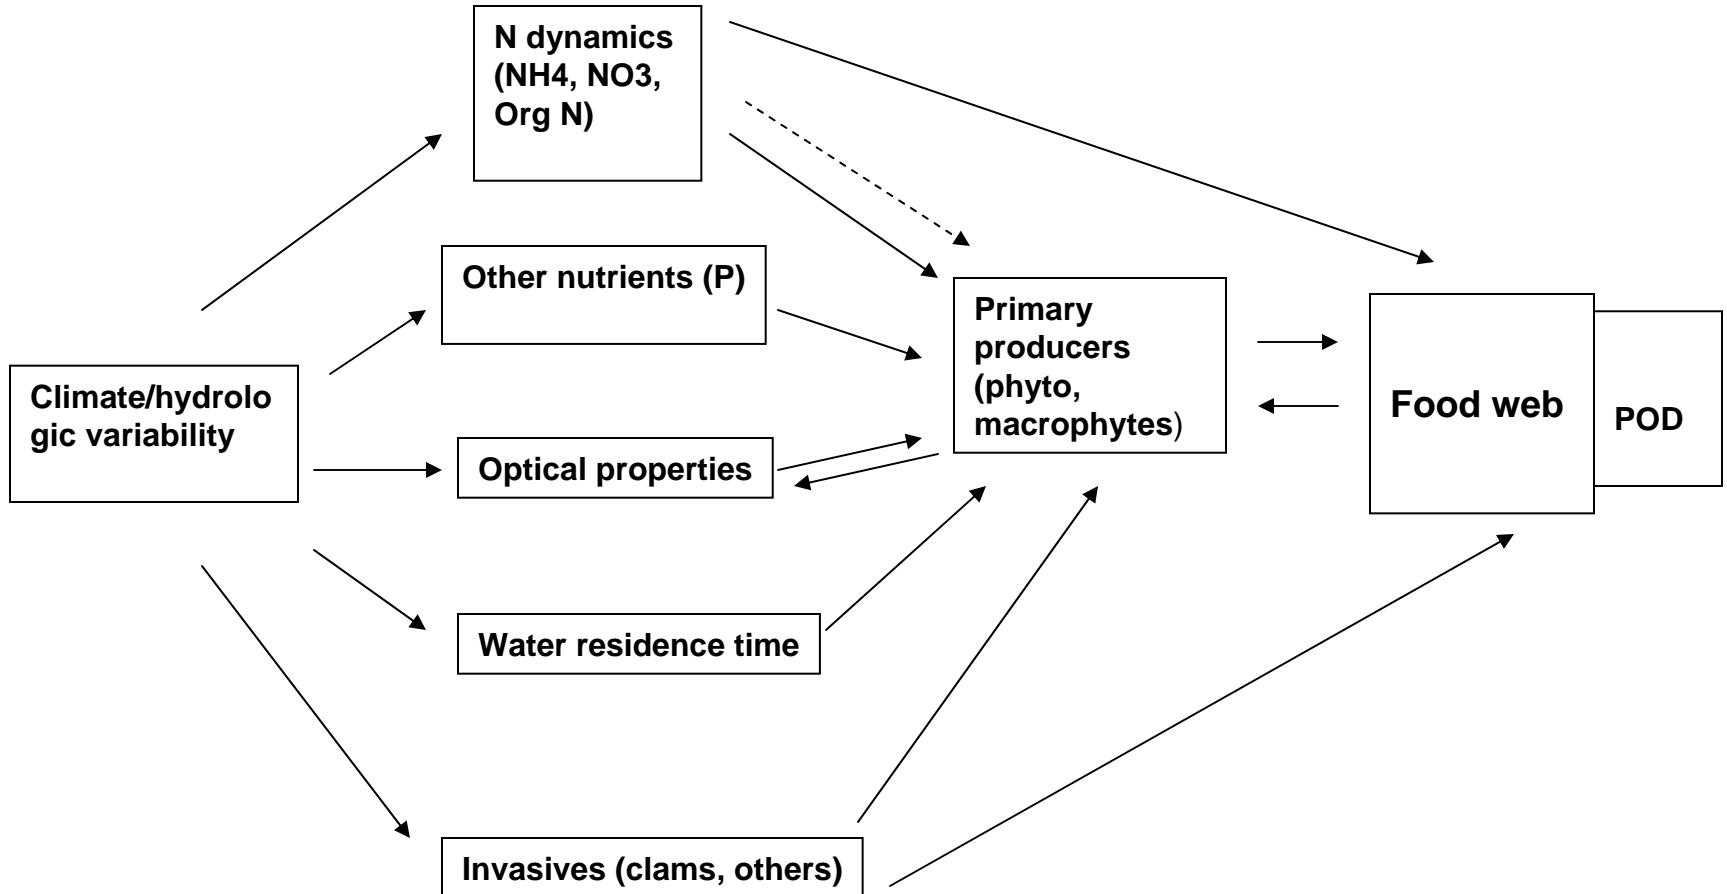 N dynamics
(NH4, NO3,
Org N)
Other nutrients (P)
Climate/hydrolo
gic variability
Optical properties
Water residence time
Invasives (clams, others)
Primary
producers
(phyto,
macrophytes)
Food web
POD